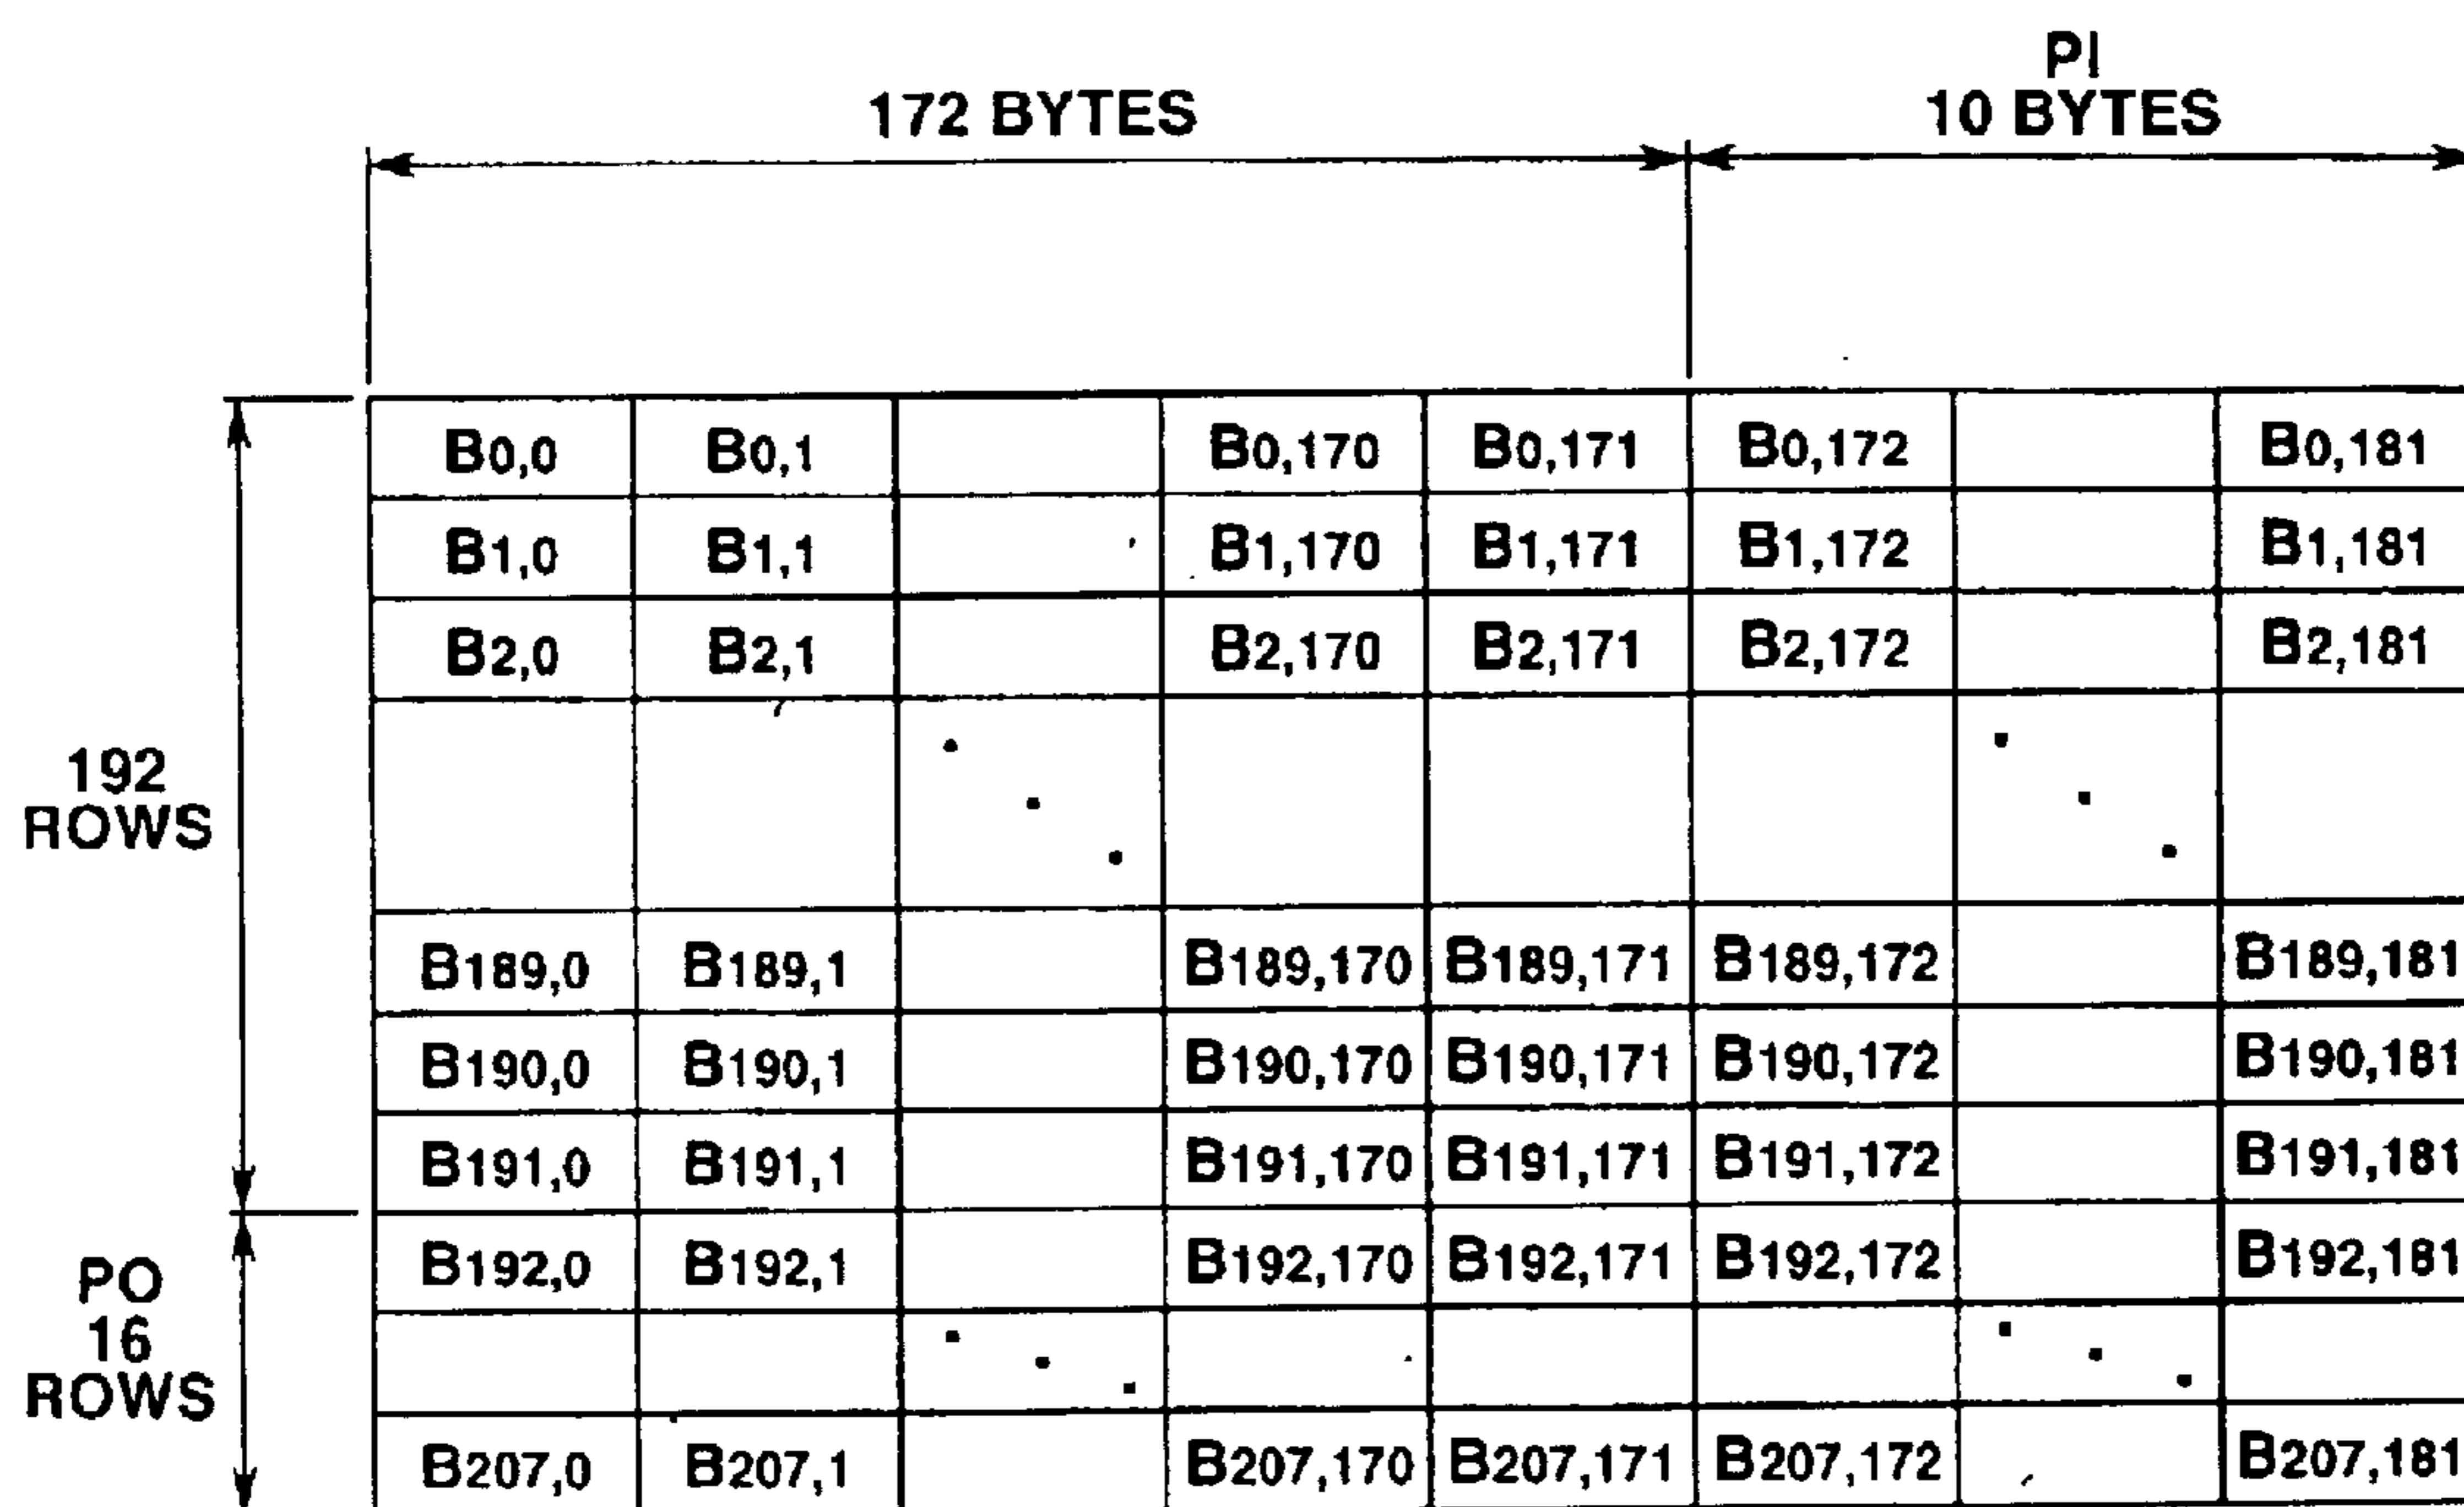 PI
172 BYTES 10 BYTES
B0,0 B0,1 B0,170 B0,171 B0,172 B0,181
B1,0 B1,1 B1,170 B1,171 B1,172 B1,181
B2,0 B2,1 B2,170 B2,171 B2,172 B2,181
192
ROWS
B189,0 B189,1 B189,170 B189,171 B189,172 B189,181
B190,0 B190,1 B190,170 B190,171 B190,172 B190,181
B191,0 B191,1 B191,170 B191,171 B191,172 B191,181
B192,0 B192,1 B192,170 B192,171 B192,172 B192,181
PO
16
ROWS
B207,0 B207,1 B207,170 B207,171 B207,172 B207,181